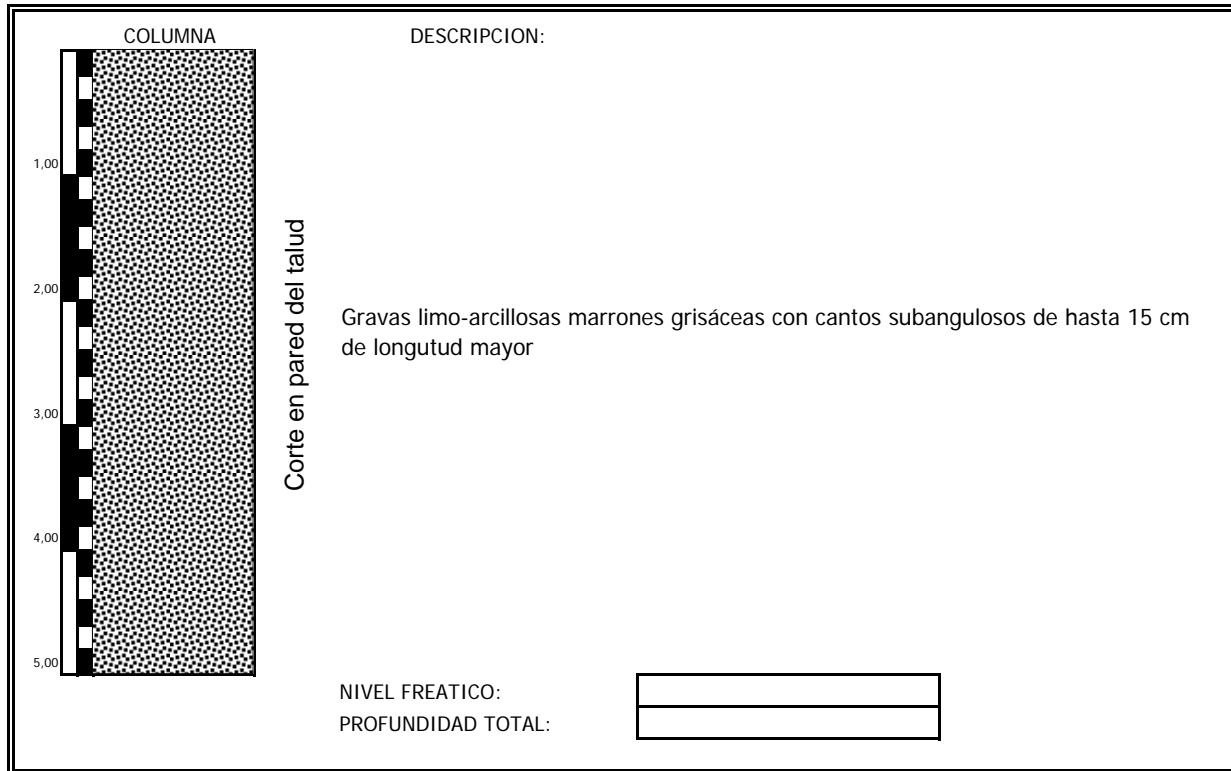 COLUMNA
DESCRIPCION:
1,00
2,00
3,00
4,00
5,00
Corte en pared del talud
Gravas limo-arcillosas marrones grisáceas con cantos subangulosos de hasta 15 cm
de longutud mayor
NIVEL FREATICO:
PROFUNDIDAD TOTAL: